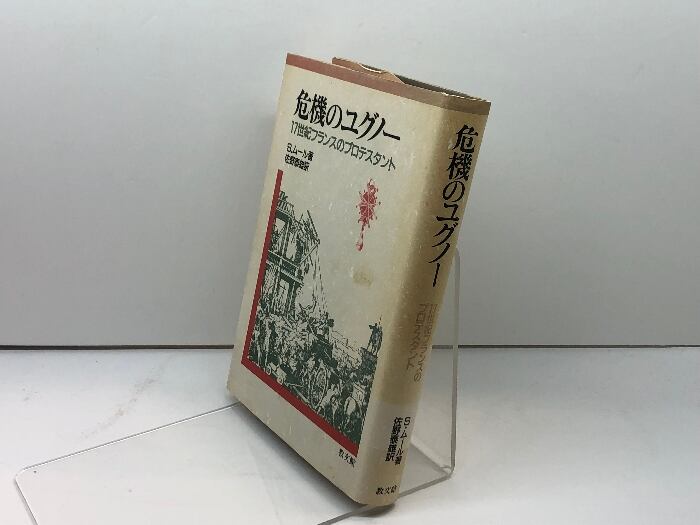 危機のユグノー
17世紀フランスのプロテスタント
S.ムール著
佐野泰雄訳
教文館
危機のユグノー
17世紀フランスの
プロテスタント
S・ムール著
佐野泰雄訳
教文館